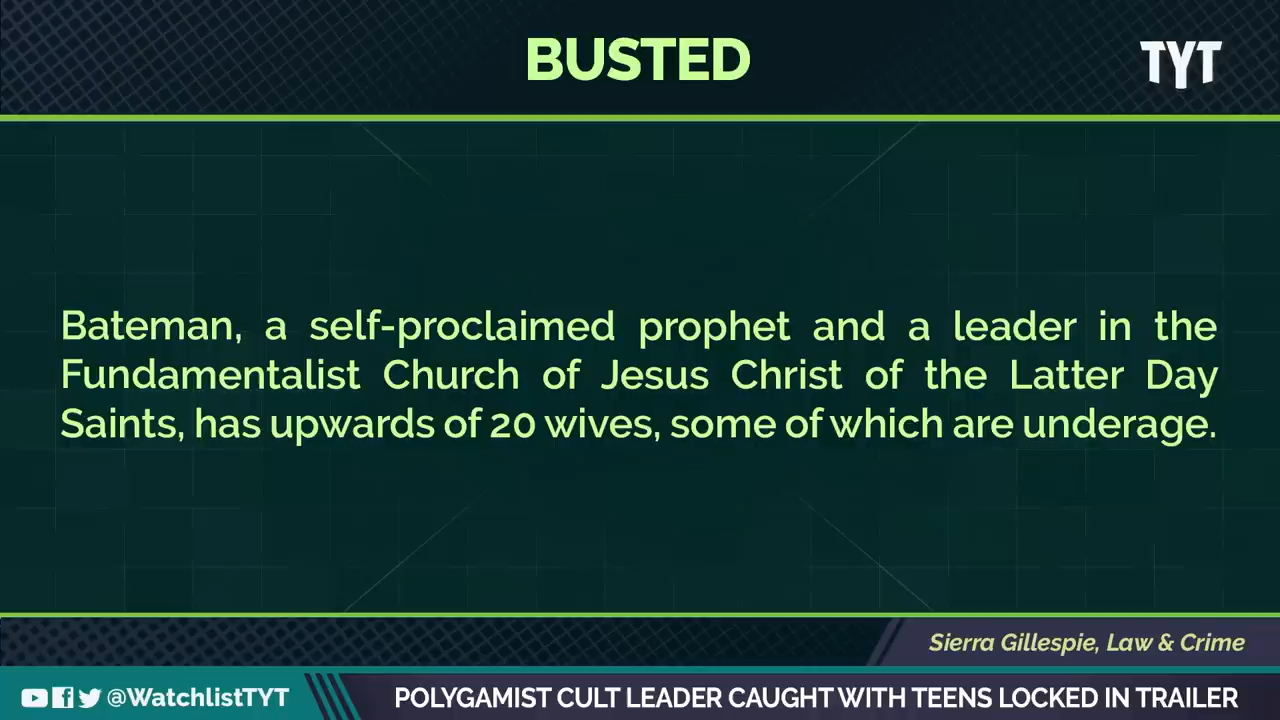 BUSTED
TYT
Bateman, a self-proclaimed prophet and a leader in the
Fundamentalist Church of Jesus Christ of the Latter Day
Saints, has upwards of 20 wives, some of which are underage.
Sierra Gillespie, Law & Crime
@WatchlistTYT
POLYGAMIST CULT LEADER CAUGHT WITH TEENS LOCKED IN TRAILER